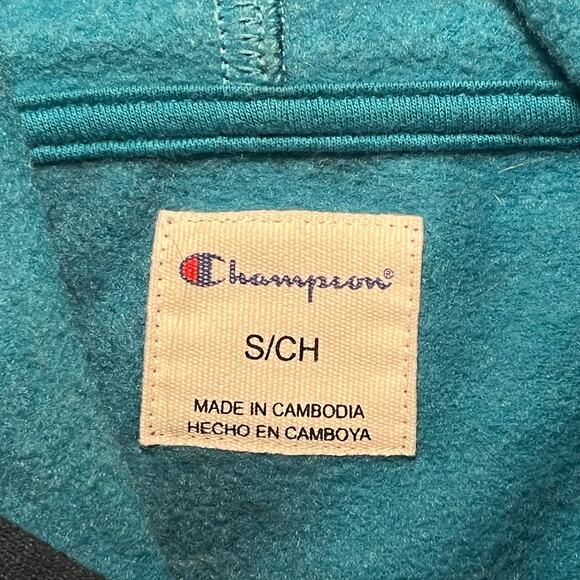 Champion®
S/CH
MADE IN CAMBODIA
HECHO EN CAMBOYA